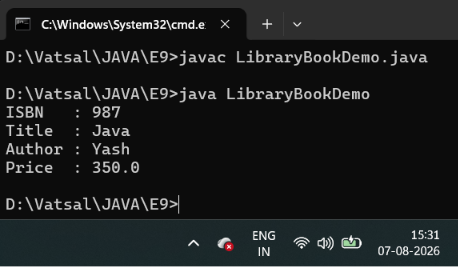 C:\Windows\System32\cmd.e:
D:\Vatsal\JAVA\E9>javac LibraryBookDemo.java
D:\Vatsal\JAVA\E9>java LibraryBookDemo
ISBN   : 987
Title  : Java
Author : Yash
Price  : 350.0
D:\Vatsal\JAVA\E9>
ENG
IN
15:31
07-08-2026